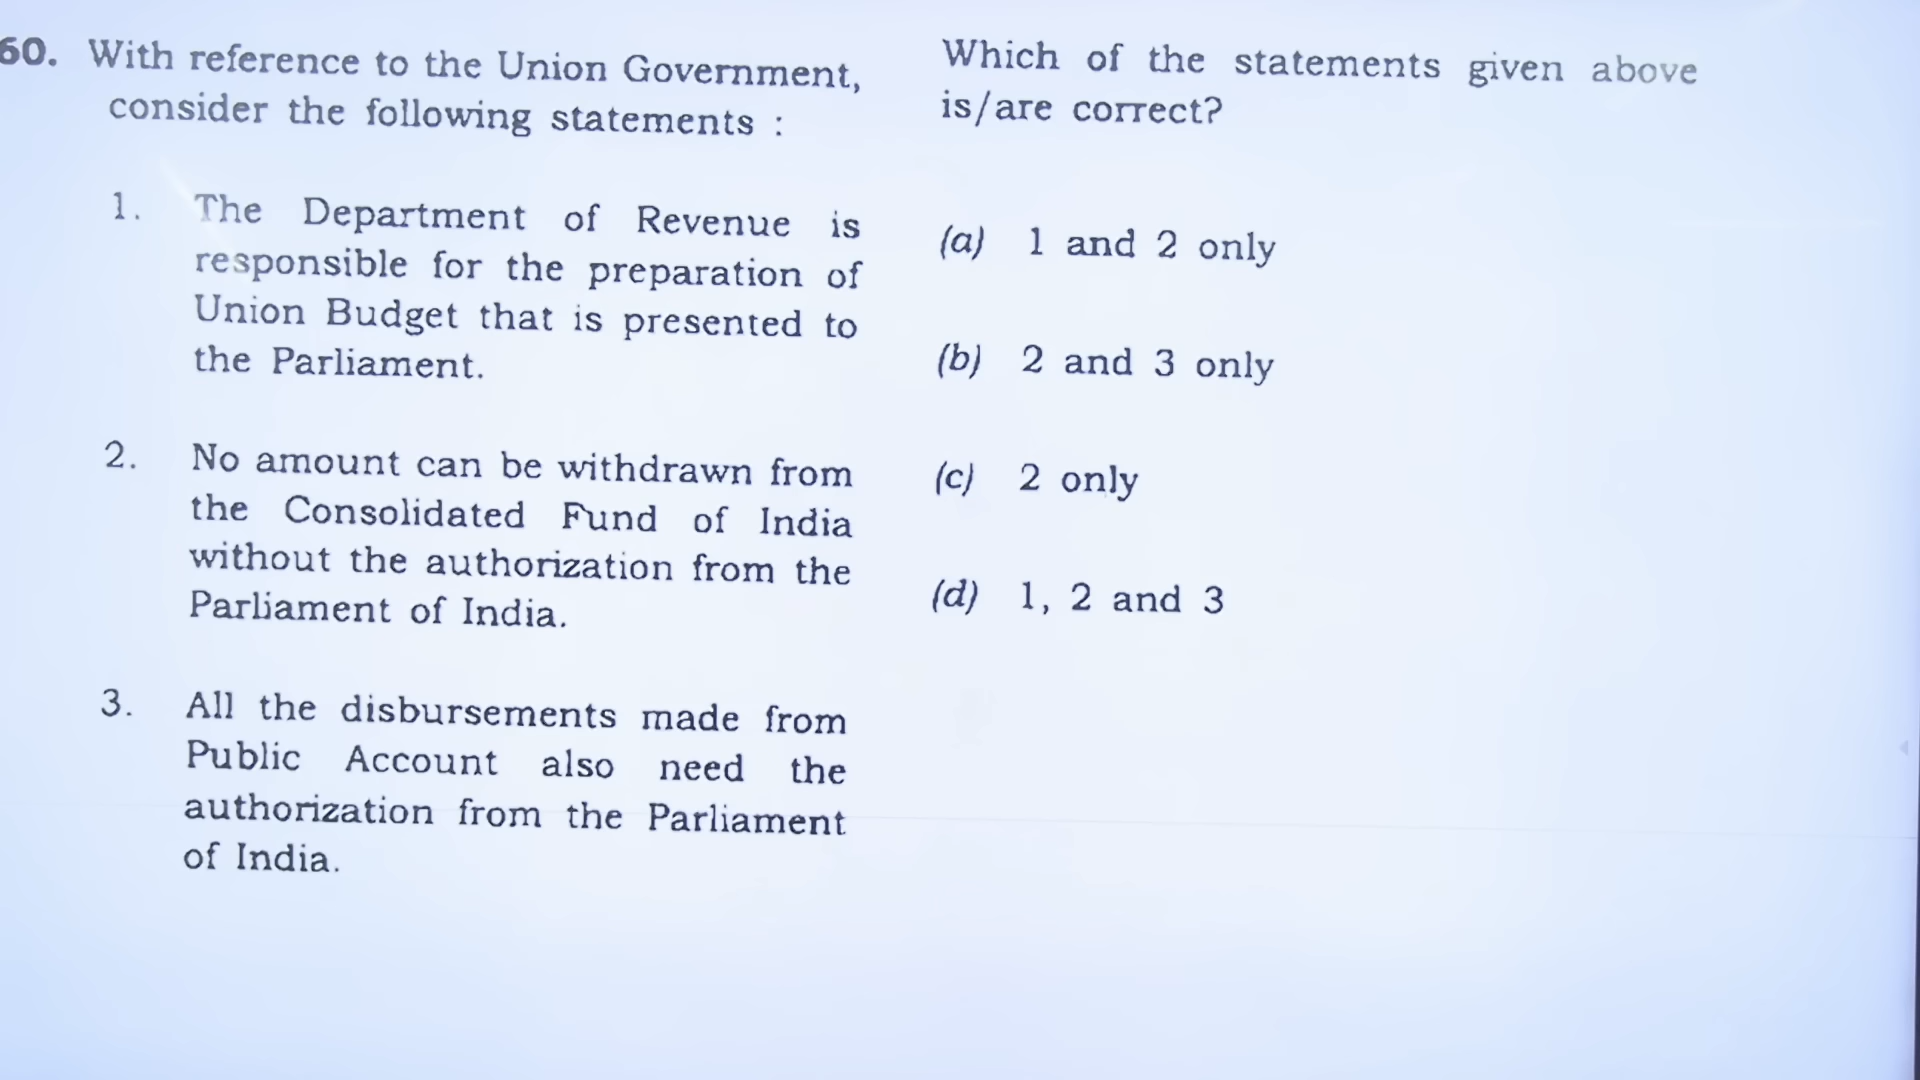 60. With reference to the Union Government,
consider the following statements :
1. The Department of Revenue is
responsible for the preparation of
Union Budget that is presented to
the Parliament.
2. No amount can be withdrawn from
the Consolidated Fund of India
without the authorization from the
Parliament of India.
3. All the disbursements made from
Public Account also need the
authorization from the Parliament
of India.
Which of the statements given above
is/are correct?
(a) 1 and 2 only
(b) 2 and 3 only
(c) 2 only
(d) 1, 2 and 3